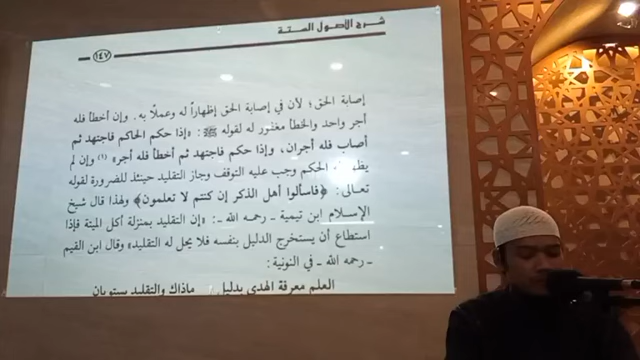 شرح الأصول الستة
١٤٧
إصابة الحق؛ لأن في إصابة الحق إظهاراً له وعملاً به. وإن أخطأ فله
أجر واحد والخطأ مغفور له لقوله ﷺ: «إذا حكم الحاكم فاجتهد ثم
أصاب فله أجران، وإذا حكم فاجتهد ثم أخطأ فله أجر» (١) وإن لم
يظهر له الحكم وجب عليه التوقف وجاز التقليد حينئذ للضرورة لقوله
تعالى: ﴿فاسألوا أهل الذكر إن كنتم لا تعلمون﴾ ولهذا قال شيخ
الإسلام ابن تيمية ـ رحمه الله ـ: «إن التقليد بمنزلة أكل الميتة فإذا
استطاع أن يستخرج الدليل بنفسه فلا يحل له التقليد» وقال ابن القيم
ـ رحمه الله ـ في النونية:
العلم معرفة الهدى بدليل ما ذاك والتقليد يستويان